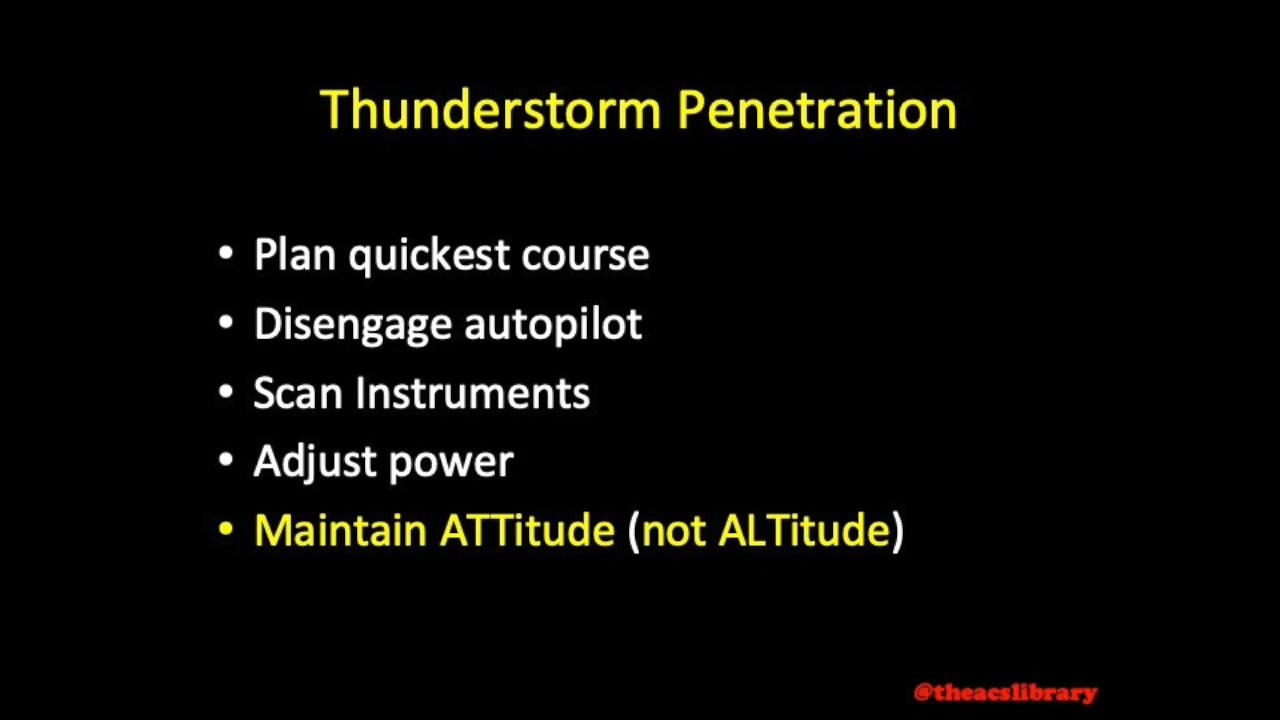 Thunderstorm Penetration
• Plan quickest course
• Disengage autopilot
• Scan Instruments
• Adjust power
• Maintain ATTitude (not ALTitude)
@theacslibrary